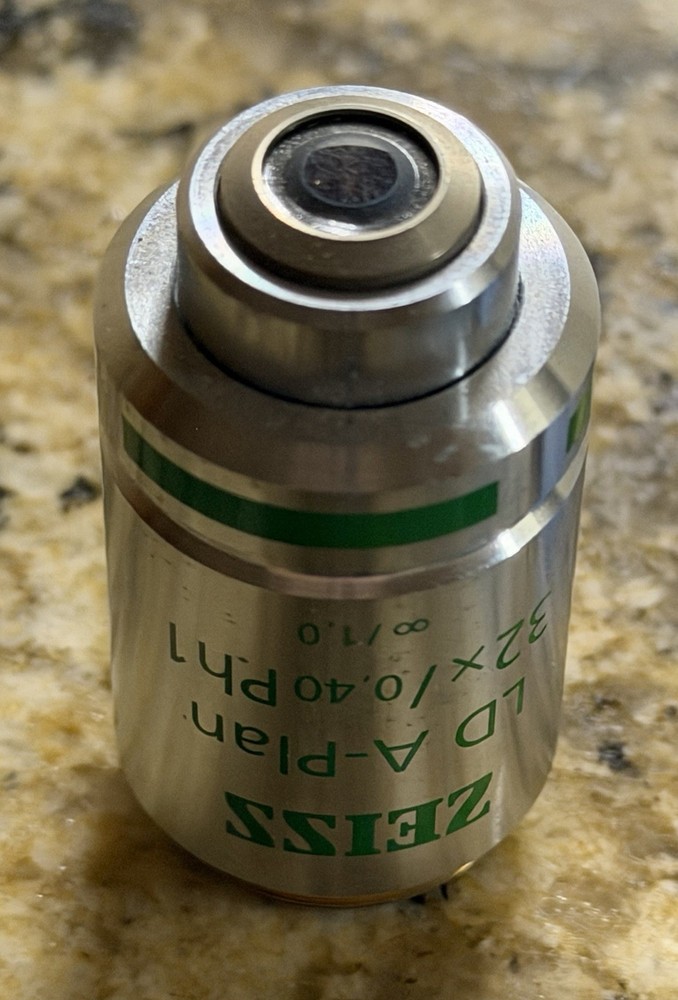 ZEISS
LD A-Plan
32x/0.40 Ph1
∞/1.0